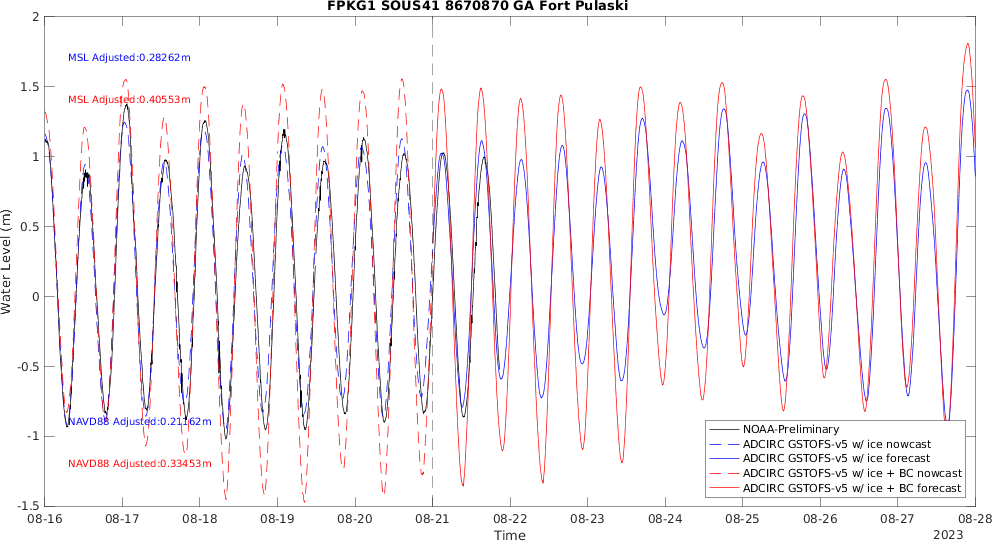 FPKG1 SOUS41 8670870 GA Fort Pulaski
2
1.5
1
0.5
0
-0.5
-1
-1.5
Water Level (m)
MSL Adjusted:0.28262m
MSL Adjusted:0.40553m
NAVD88 Adjusted:0.21162m
NAVD88 Adjusted:0.33453m
NOAA-Preliminary
ADCIRC GSTOFS-v5 w/ ice nowcast
ADCIRC GSTOFS-v5 w/ ice forecast
ADCIRC GSTOFS-v5 w/ ice + BC nowcast
ADCIRC GSTOFS-v5 w/ ice + BC forecast
08-16 08-17 08-18 08-19 08-20 08-21 08-22 08-23 08-24 08-25 08-26 08-27 08-28
Time
2023